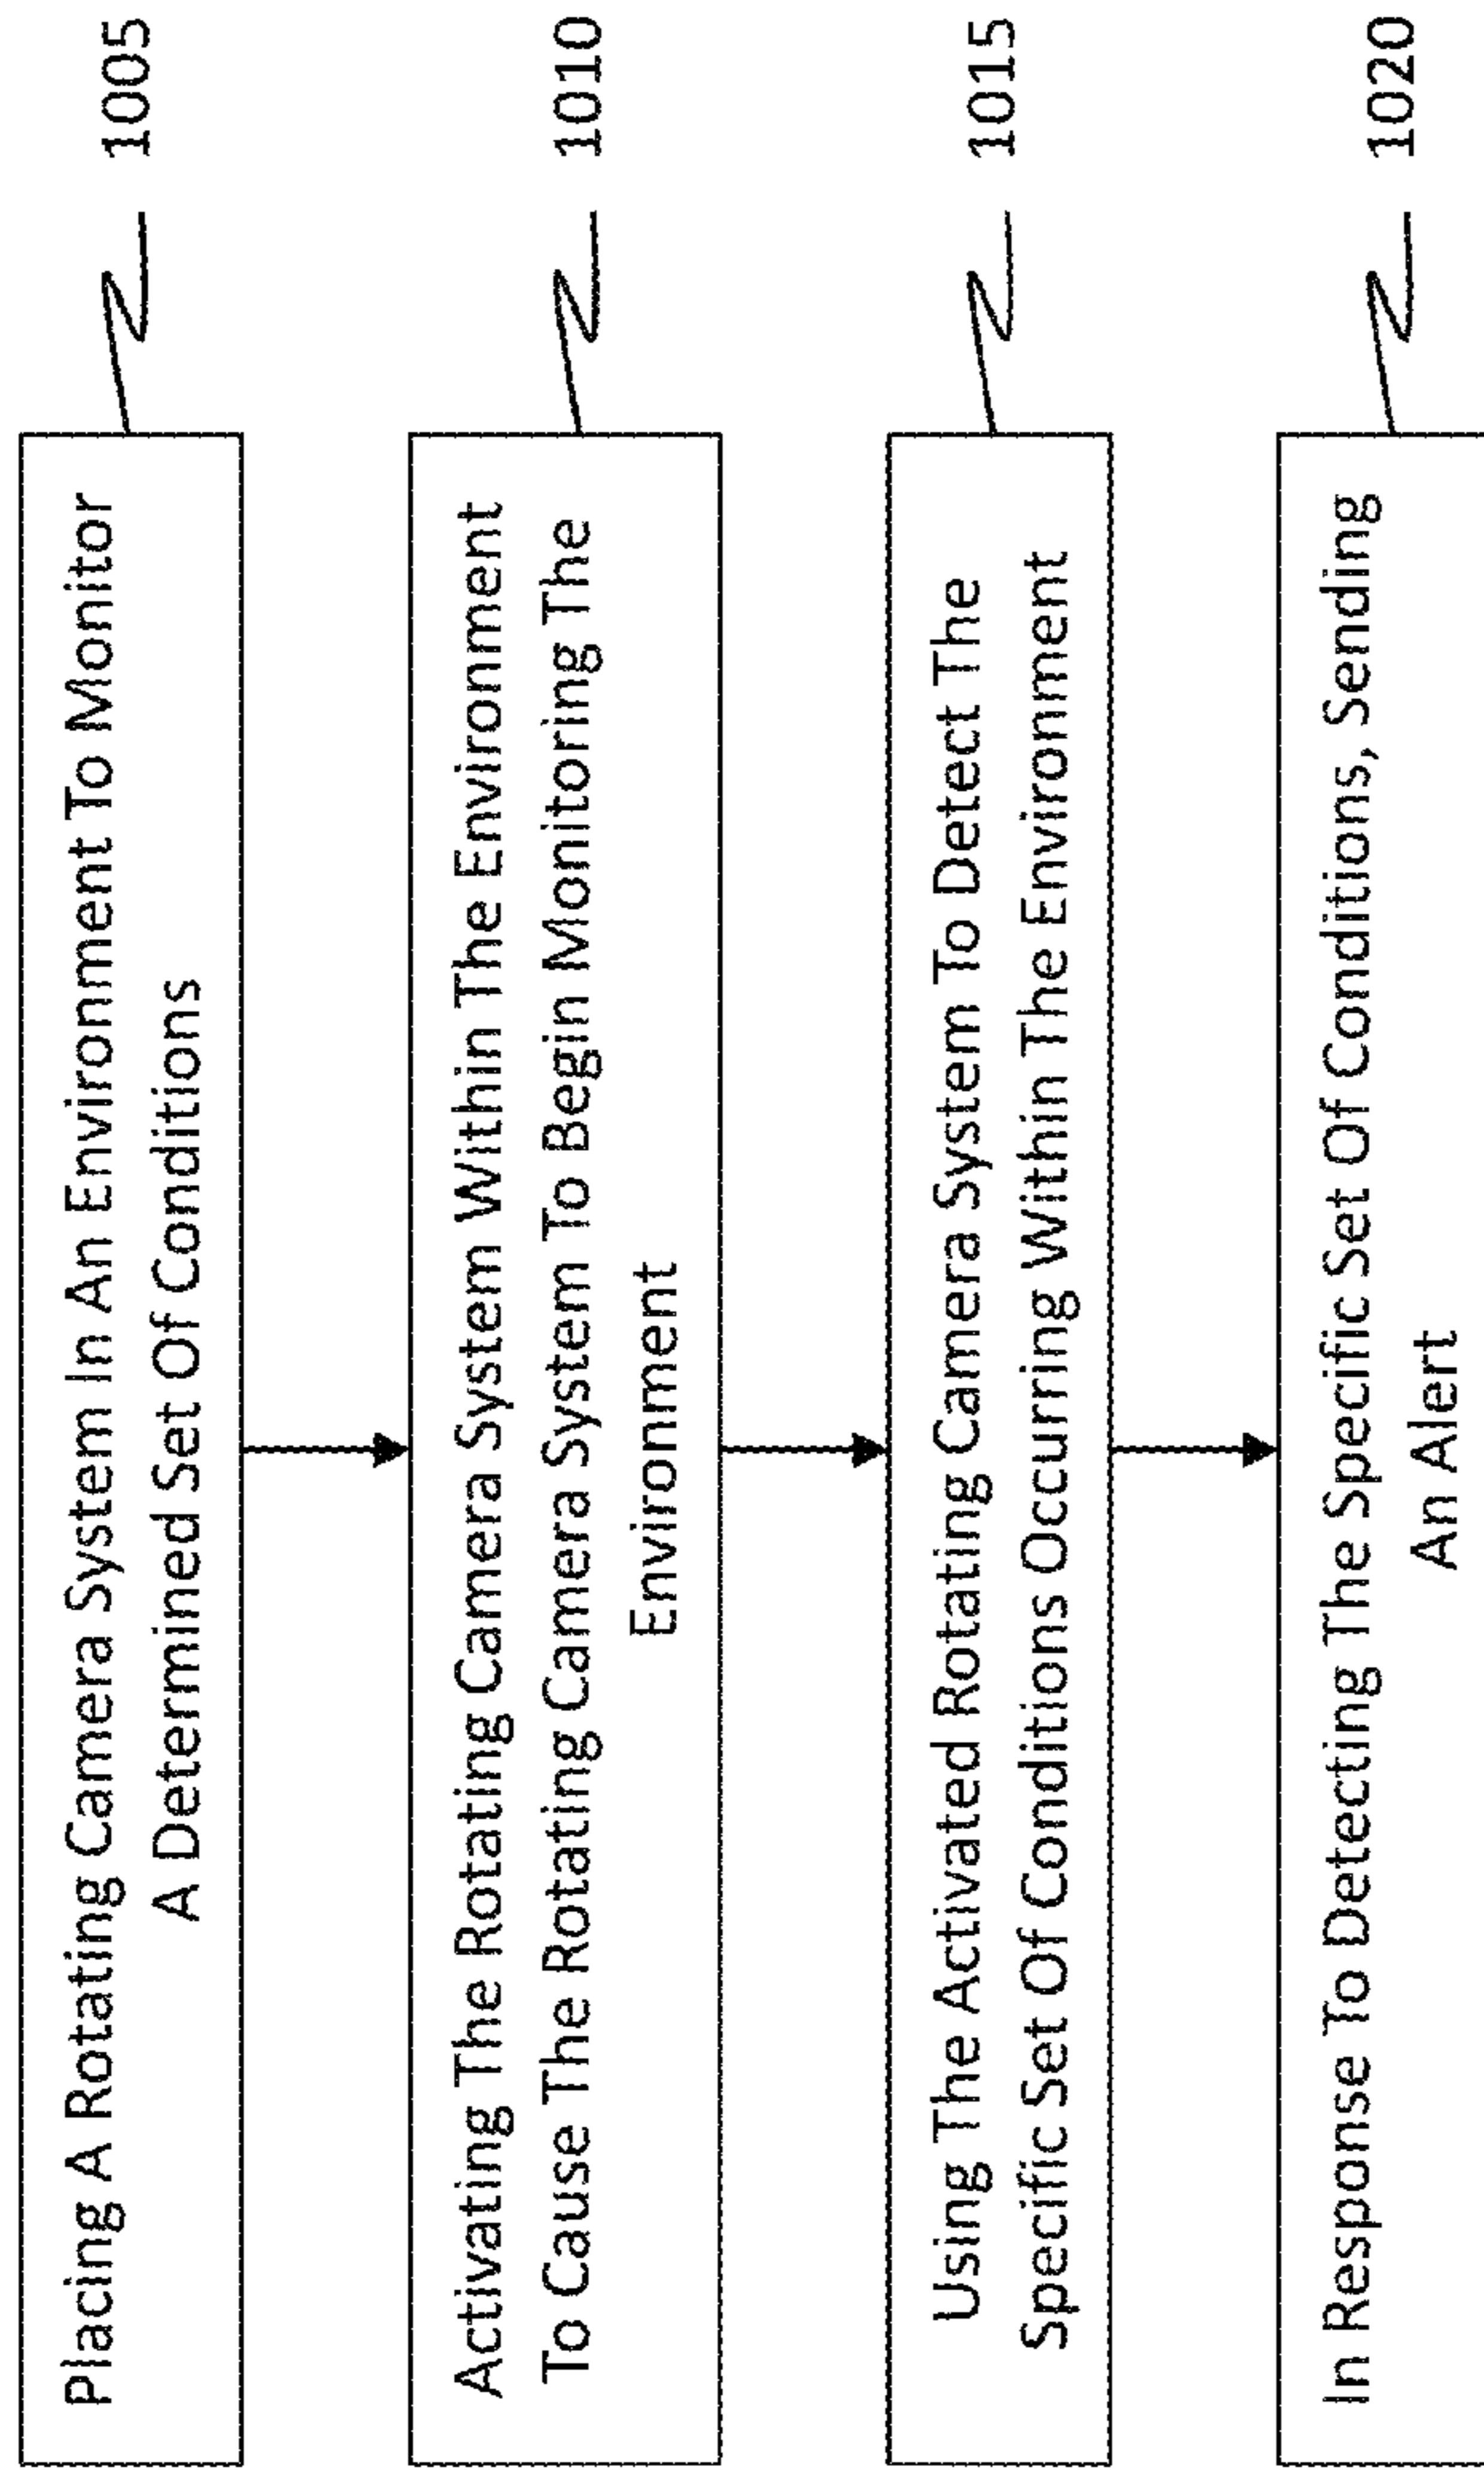 Placing A Rotating Camera System In An Environment To Monitor
A Determined Set Of Conditions
1005
Activating The Rotating Camera System Within The Environment
To Cause The Rotating Camera System To Begin Monitoring The
Environment
1010
Using The Activated Rotating Camera System To Detect The
Specific Set Of Conditions Occurring Within The Environment
1015
In Response To Detecting The Specific Set Of Conditions, Sending
An Alert
1020